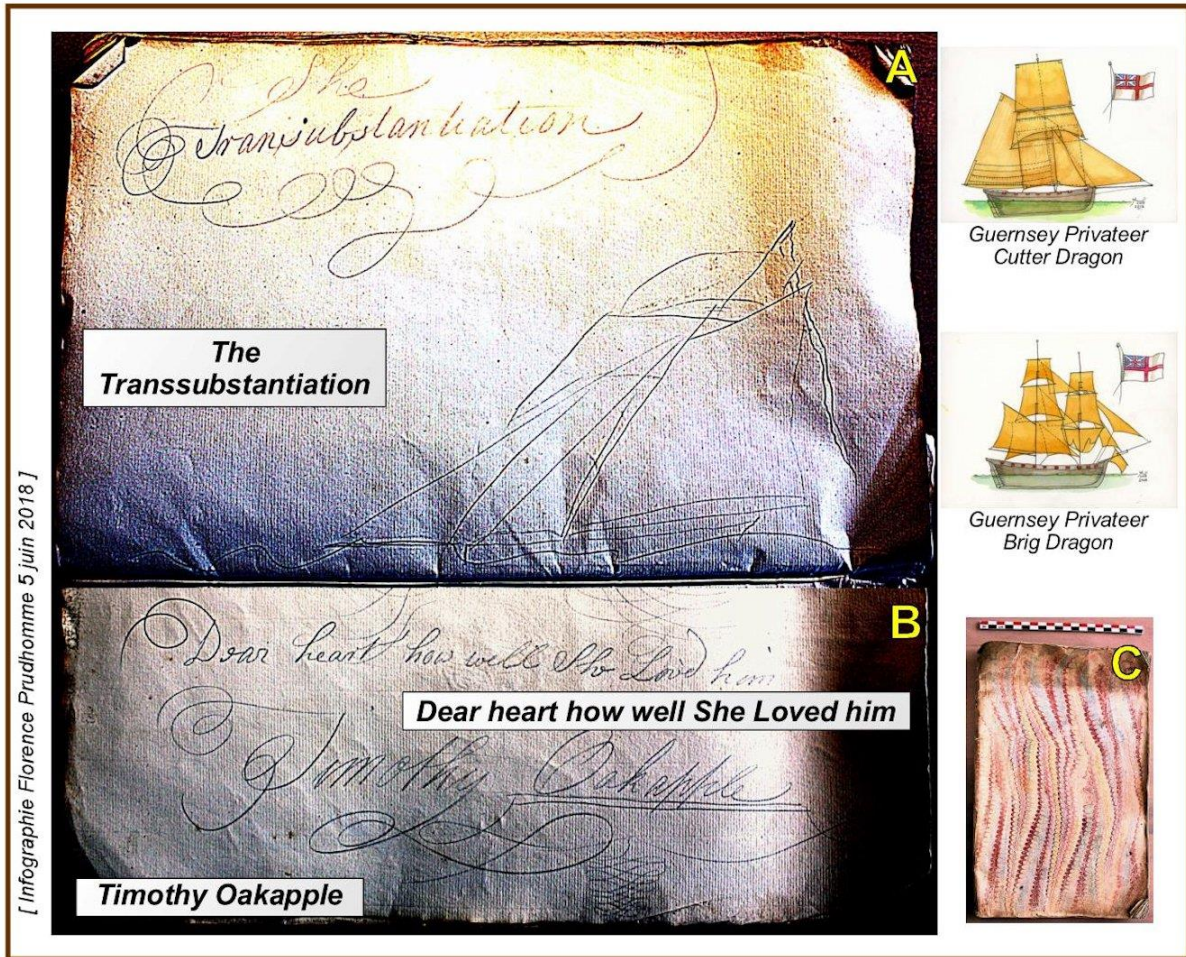 [ Infographie Florence Prudhomme 5 juin 2018 ]
A
The
Transubstantiation
The
Transsubstantiation
B
Dear heart how well She Loved him
Dear heart how well She Loved him
Timothy Oakapple
Timothy Oakapple
Guernsey Privateer
Cutter Dragon
Guernsey Privateer
Brig Dragon
C